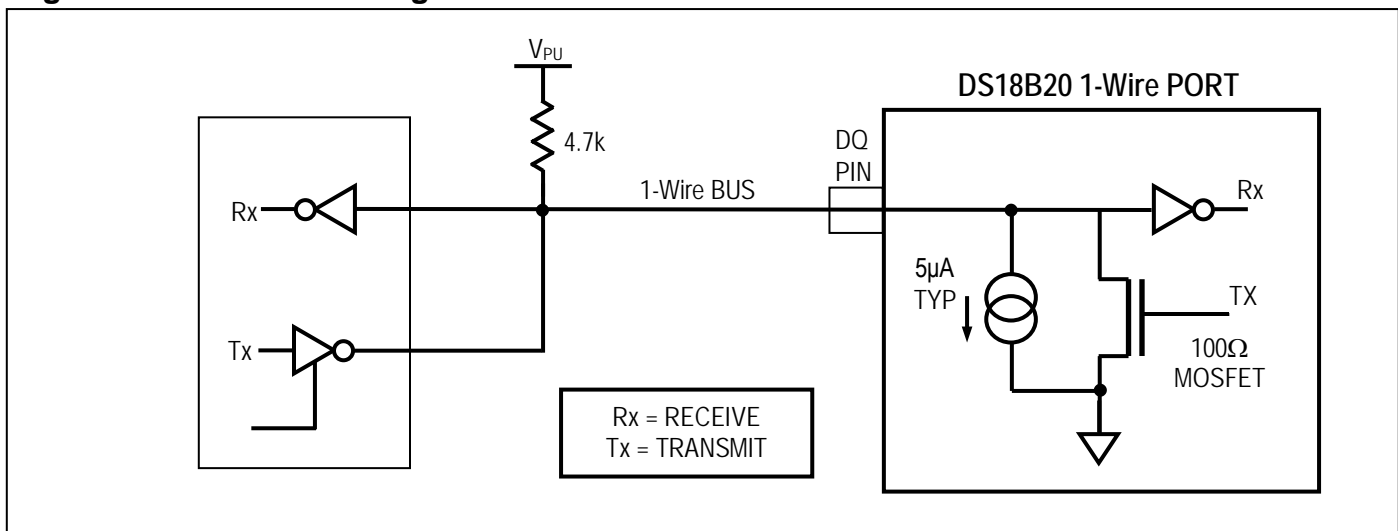 V_PU
4.7k
DS18B20 1-Wire PORT
DQ
PIN
1-Wire BUS
Rx
Rx
5µA
TYP
TX
100Ω
MOSFET
Tx
Rx = RECEIVE
Tx = TRANSMIT